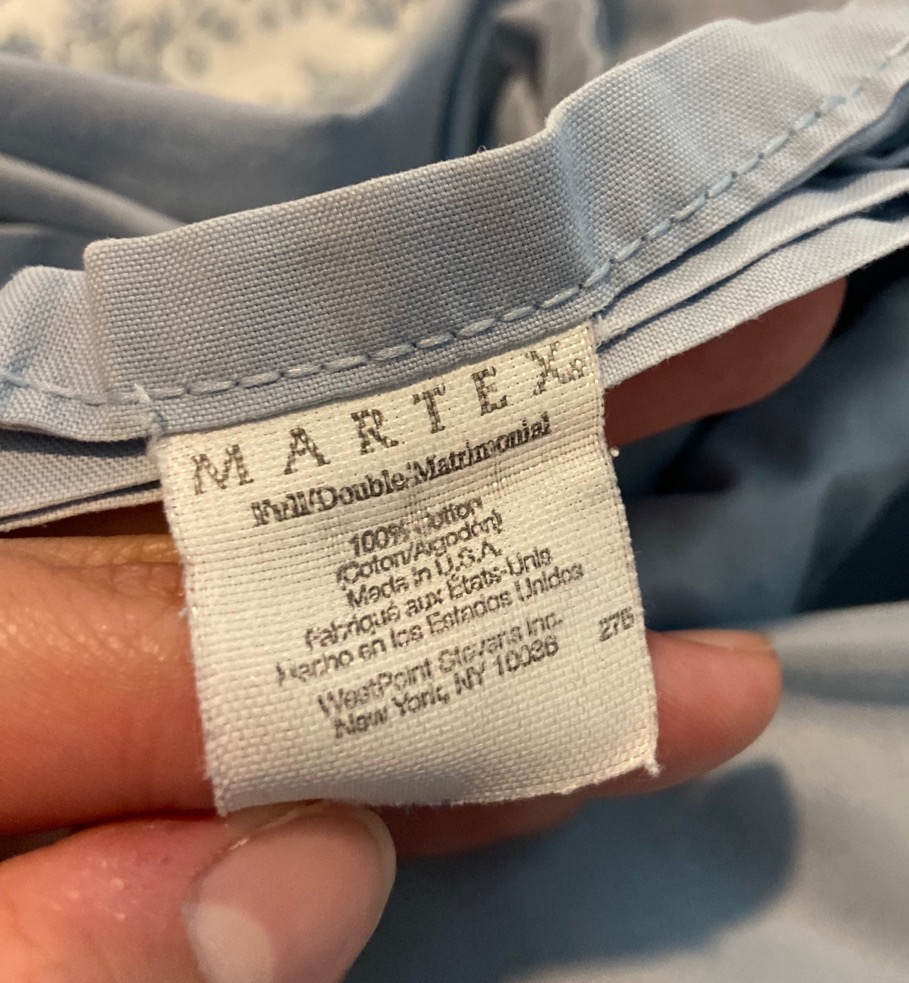 MARTEX®
Full/Double/Matrimonial
100% Cotton
(Coton/Algodón)
Made in U.S.A.
Fabriqué aux États-Unis
Hecho en los Estados Unidos
WestPoint Stevens Inc.
New York, NY 10036